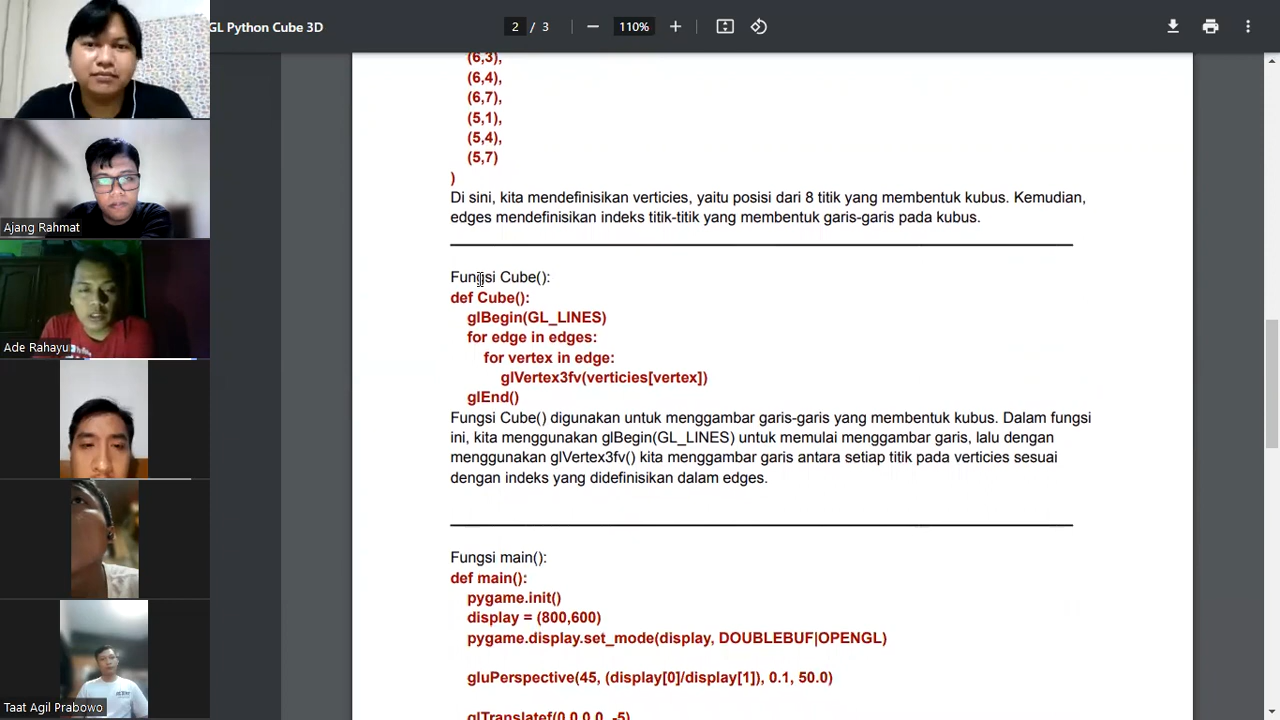 GL Python Cube 3D
2 / 3
110%
(6,3),
(6,4),
(6,7),
(5,1),
(5,4),
(5,7)
)
Di sini, kita mendefinisikan verticies, yaitu posisi dari 8 titik yang membentuk kubus. Kemudian,
edges mendefinisikan indeks titik-titik yang membentuk garis-garis pada kubus.
Fungsi Cube():
def Cube():
glBegin(GL_LINES)
for edge in edges:
for vertex in edge:
glVertex3fv(verticies[vertex])
glEnd()
Fungsi Cube() digunakan untuk menggambar garis-garis yang membentuk kubus. Dalam fungsi
ini, kita menggunakan glBegin(GL_LINES) untuk memulai menggambar garis, lalu dengan
menggunakan glVertex3fv() kita menggambar garis antara setiap titik pada verticies sesuai
dengan indeks yang didefinisikan dalam edges.
Fungsi main():
def main():
pygame.init()
display = (800,600)
pygame.display.set_mode(display, DOUBLEBUF|OPENGL)
gluPerspective(45, (display[0]/display[1]), 0.1, 50.0)
glTranslatef(0.0,0.0, -5)
Ajang Rahmat
Ade Rahayu
Taat Agil Prabowo